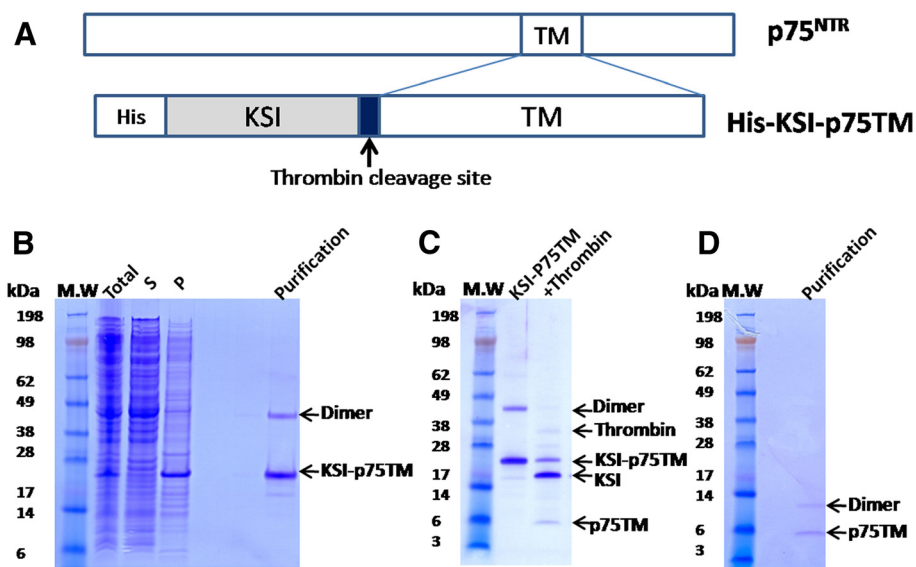 A
TM
p75NTR
His
KSI
TM
His-KSI-p75TM
Thrombin cleavage site
B
kDa
M.W
Total
S
P
Purification
198
98
62
49
38
28
17
14
6
Dimer
KSI-p75TM
C
kDa
M.W
KSI-P75TM
+Thrombin
198
98
62
49
38
28
17
14
6
3
Dimer
Thrombin
KSI-p75TM
KSI
p75TM
D
kDa
M.W
Purification
198
98
62
49
38
28
17
14
6
3
Dimer
p75TM